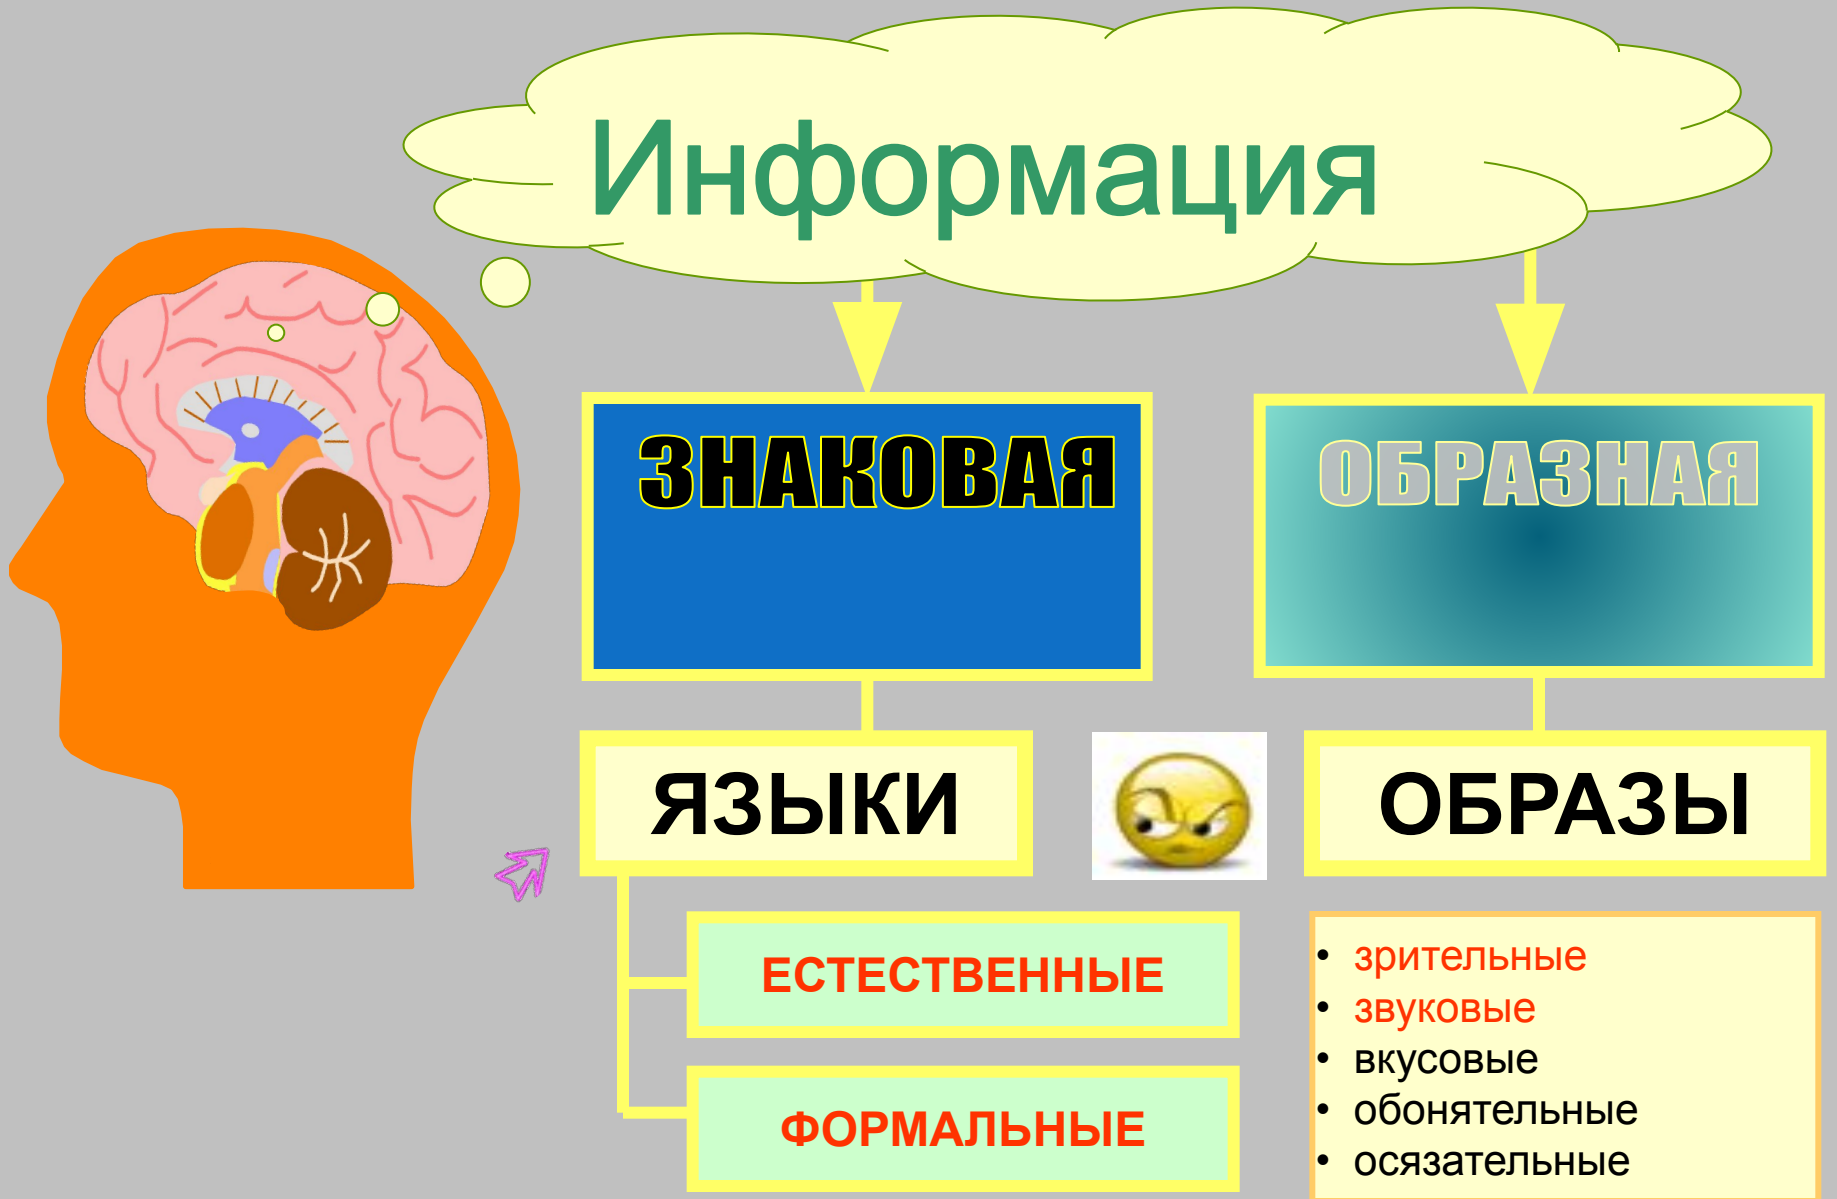 Информация
ЗНАКОВАЯ
ОБРАЗНАЯ
ЯЗЫКИ
ОБРАЗЫ
ЕСТЕСТВЕННЫЕ
ФОРМАЛЬНЫЕ
• зрительные
• звуковые
• вкусовые
• обонятельные
• осязательные